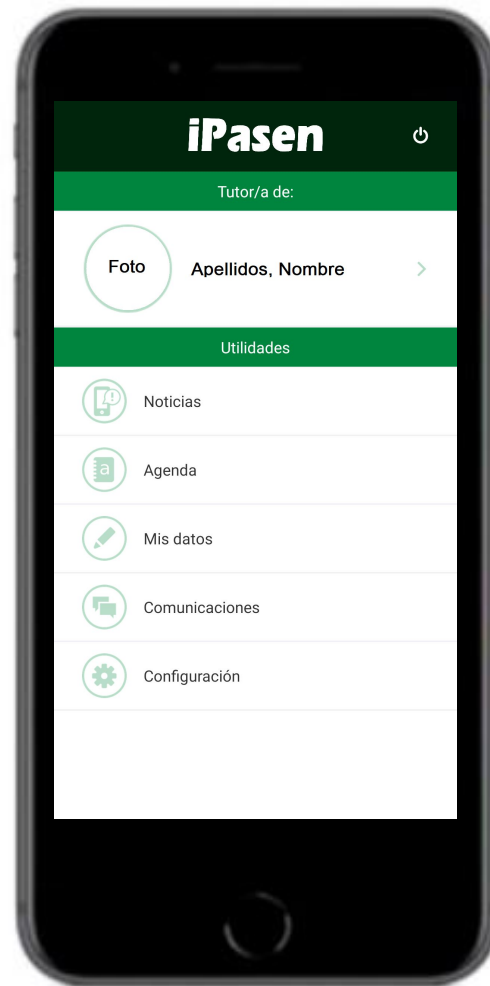 iPasen
Tutor/a de:
Foto
Apellidos, Nombre
Utilidades
Noticias
a
Agenda
Mis datos
Comunicaciones
Configuración